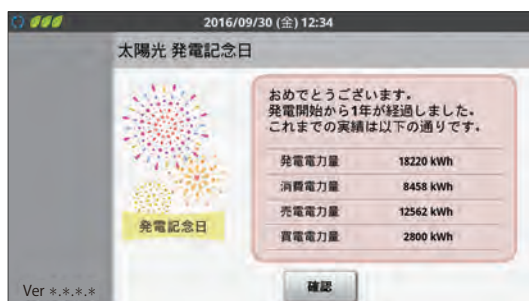 2016/09/30 (金) 12:34
太陽光 発電記念日
おめでとうございます。
発電開始から1年が経過しました。
これまでの実績は以下の通りです。
発電電力量 18220 kWh
消費電力量 8458 kWh
売電電力量 12562 kWh
買電電力量 2800 kWh
発電記念日
確認
Ver *.*.*.*